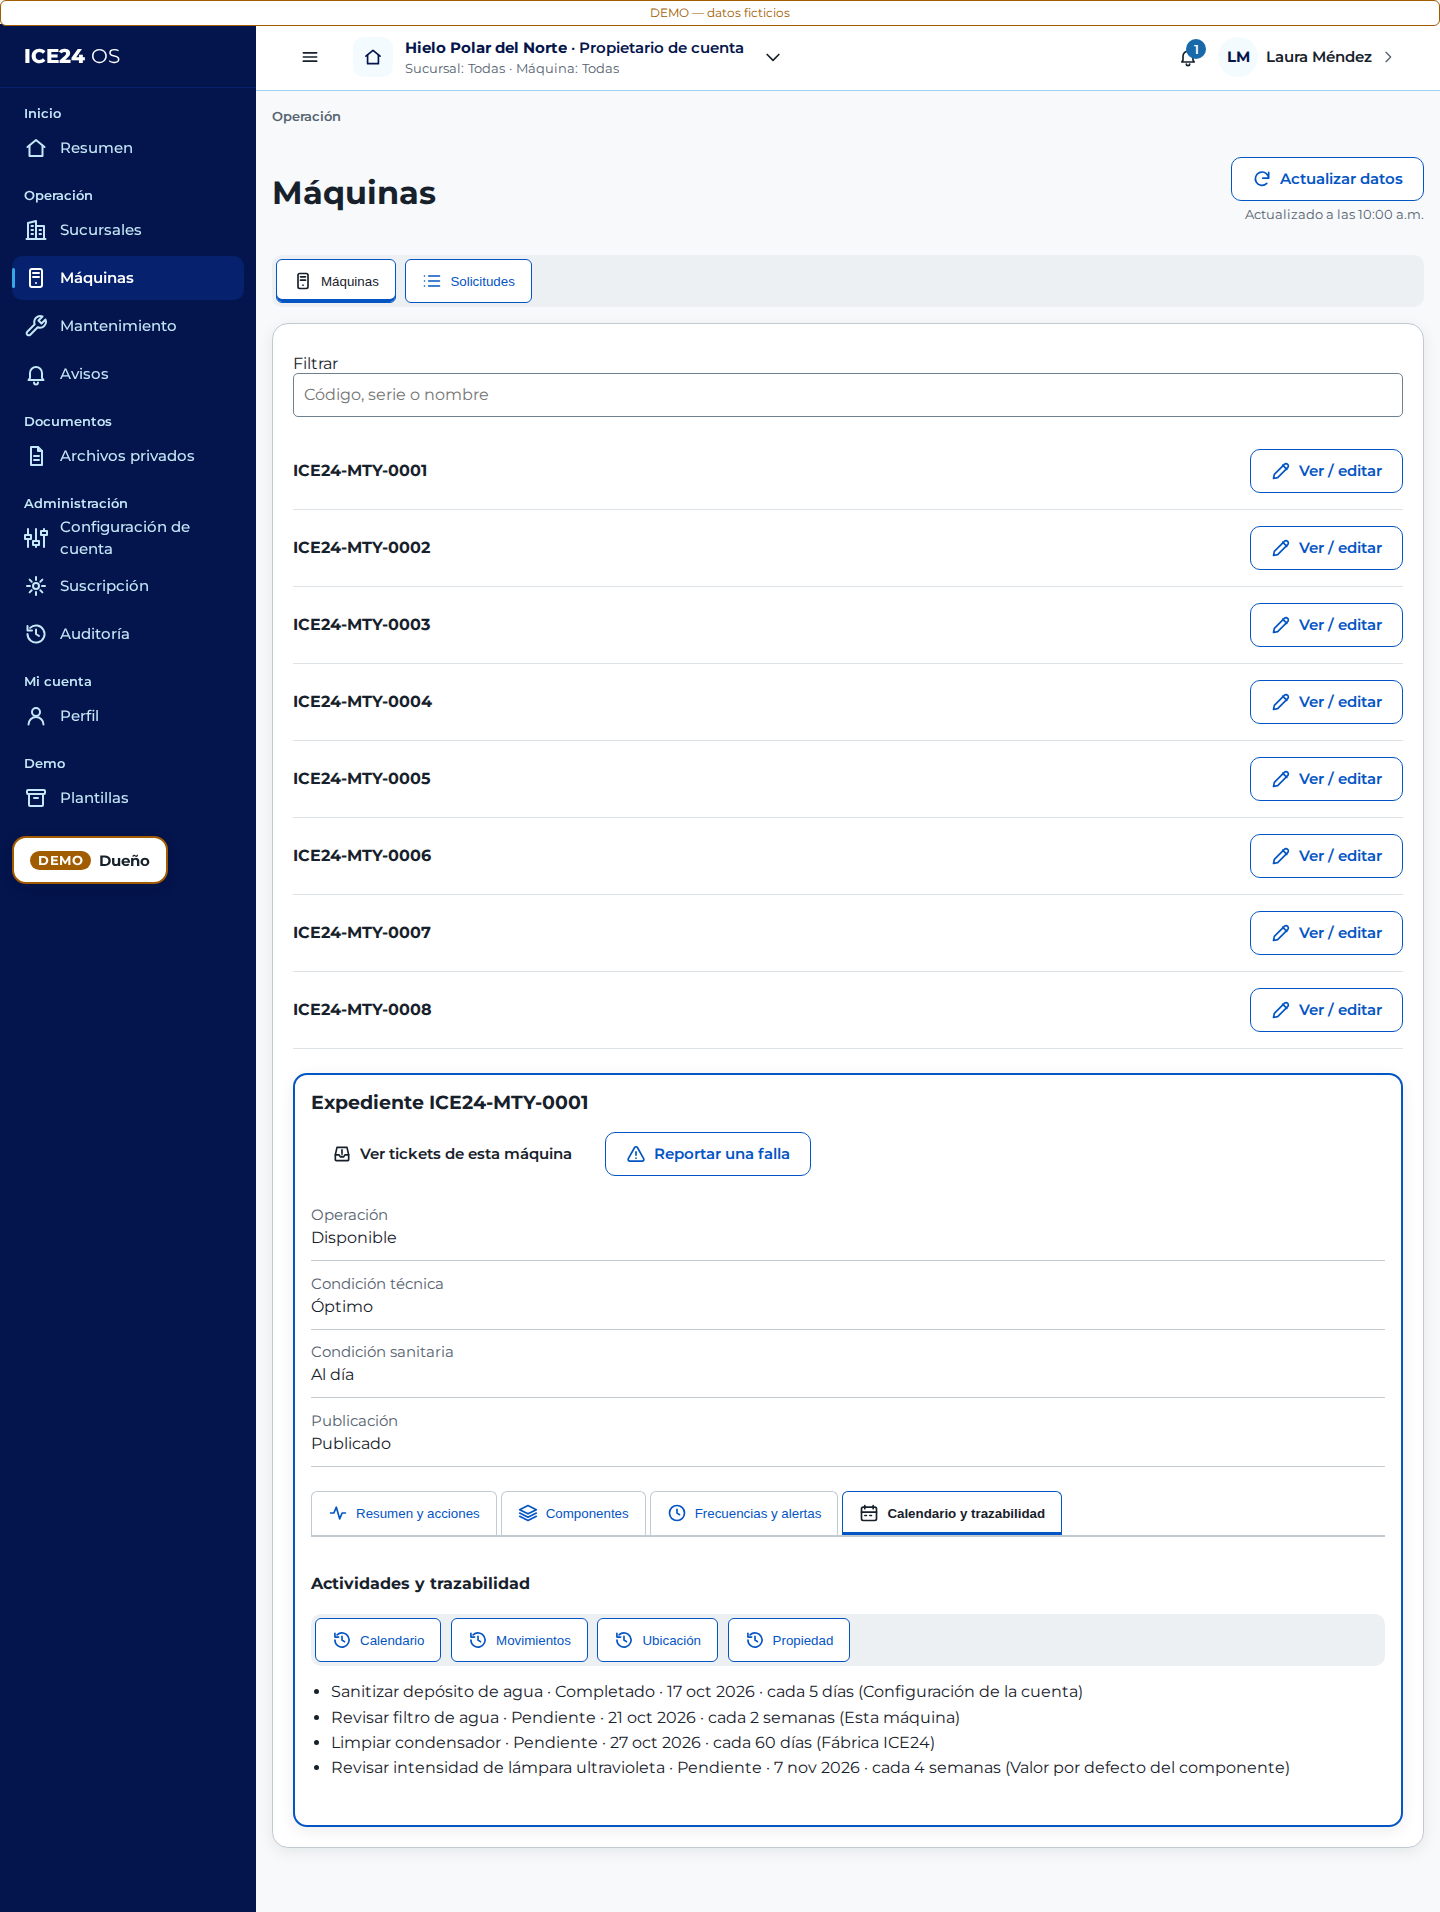 DEMO — datos ficticios
ICE24 OS
Inicio
Resumen
Operación
Sucursales
Máquinas
Mantenimiento
Avisos
Documentos
Archivos privados
Administración
Configuración de
cuenta
Suscripción
Auditoría
Mi cuenta
Perfil
Demo
Plantillas
DEMO Dueño
Hielo Polar del Norte · Propietario de cuenta
Sucursal: Todas · Máquina: Todas
1
LM Laura Méndez
Operación
Máquinas
Actualizar datos
Actualizado a las 10:00 a.m.
Máquinas Solicitudes
Filtrar
Código, serie o nombre
ICE24-MTY-0001 Ver / editar
ICE24-MTY-0002 Ver / editar
ICE24-MTY-0003 Ver / editar
ICE24-MTY-0004 Ver / editar
ICE24-MTY-0005 Ver / editar
ICE24-MTY-0006 Ver / editar
ICE24-MTY-0007 Ver / editar
ICE24-MTY-0008 Ver / editar
Expediente ICE24-MTY-0001
Ver tickets de esta máquina Reportar una falla
Operación
Disponible
Condición técnica
Óptimo
Condición sanitaria
Al día
Publicación
Publicado
Resumen y acciones Componentes Frecuencias y alertas Calendario y trazabilidad
Actividades y trazabilidad
Calendario Movimientos Ubicación Propiedad
• Sanitizar depósito de agua · Completado · 17 oct 2026 · cada 5 días (Configuración de la cuenta)
• Revisar filtro de agua · Pendiente · 21 oct 2026 · cada 2 semanas (Esta máquina)
• Limpiar condensador · Pendiente · 27 oct 2026 · cada 60 días (Fábrica ICE24)
• Revisar intensidad de lámpara ultravioleta · Pendiente · 7 nov 2026 · cada 4 semanas (Valor por defecto del componente)